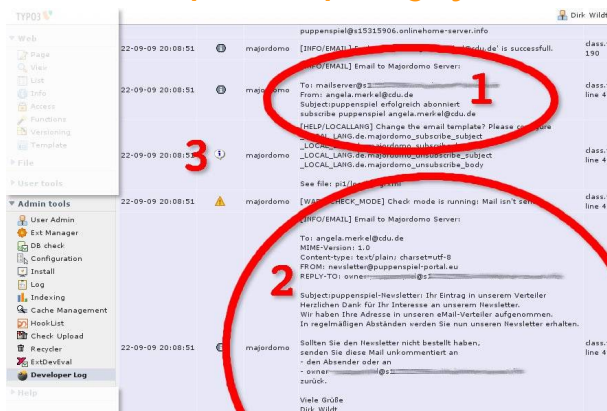 TYPO3
Dirk Wildt
Web
Page
View
List
Info
Access
Functions
Versioning
Template
File
User tools
Admin tools
User Admin
Ext Manager
DB check
Configuration
Install
Log
Indexing
Cache Management
HookList
Check Upload
Recycler
ExtDevEval
Developer Log
Help
puppenspiel@s15315906.onlinehome-server.info
22-09-09 20:08:51 majordomo [INFO/EMAIL] cdu.de' is successfull. class.
190
[INFO/EMAIL] Email to Majordomo Server:
22-09-09 20:08:51 majordomo To: mailserver@s class.
line 4
From: angela.merkel@cdu.de
Subject:puppenspiel erfolgreich abonniert
subscribe puppenspiel angela.merkel@cdu.de
1
[HELP/LOCALLANG] Change the email template? Please configure
_LOCAL_LANG.de.majordomo_subscribe_subject
_LOCAL_LANG.de.majordomo_subscribe
22-09-09 20:08:51 3 majordomo _LOCAL_LANG.de.majordomo_unsubscribe_subject class.
line 4
_LOCAL_LANG.de.majordomo_unsubscribe_body
See file: pi1/
22-09-09 20:08:51 majordomo CHECK_MODE] Check mode is running: Mail isn't class.
line 4
[INFO/EMAIL] Email to Majordomo Server:
To: angela.merkel@cdu.de
MIME-Version: 1.0
Content-type: text/plain; charset=utf-8
FROM: newsletter@puppenspiel-portal.eu
REPLY-TO: owner @s
2
Subject:puppenspiel-Newsletter: Ihr Eintrag in unserem Verteiler
Herzlichen Dank für Ihr Interesse an unserem Newsletter.
Wir haben Ihre Adresse in unseren eMail-Verteiler aufgenommen.
In regelmäßigen Abständen werden Sie nun unseren Newsletter erhalten.
22-09-09 20:08:51 majordomo Sollten Sie den Newsletter nicht bestellt haben, class.
line 4
senden Sie diese Mail unkommentiert an
- den Absender oder an
- owner @s
zurück.
Viele Grüße
Dirk Wildt